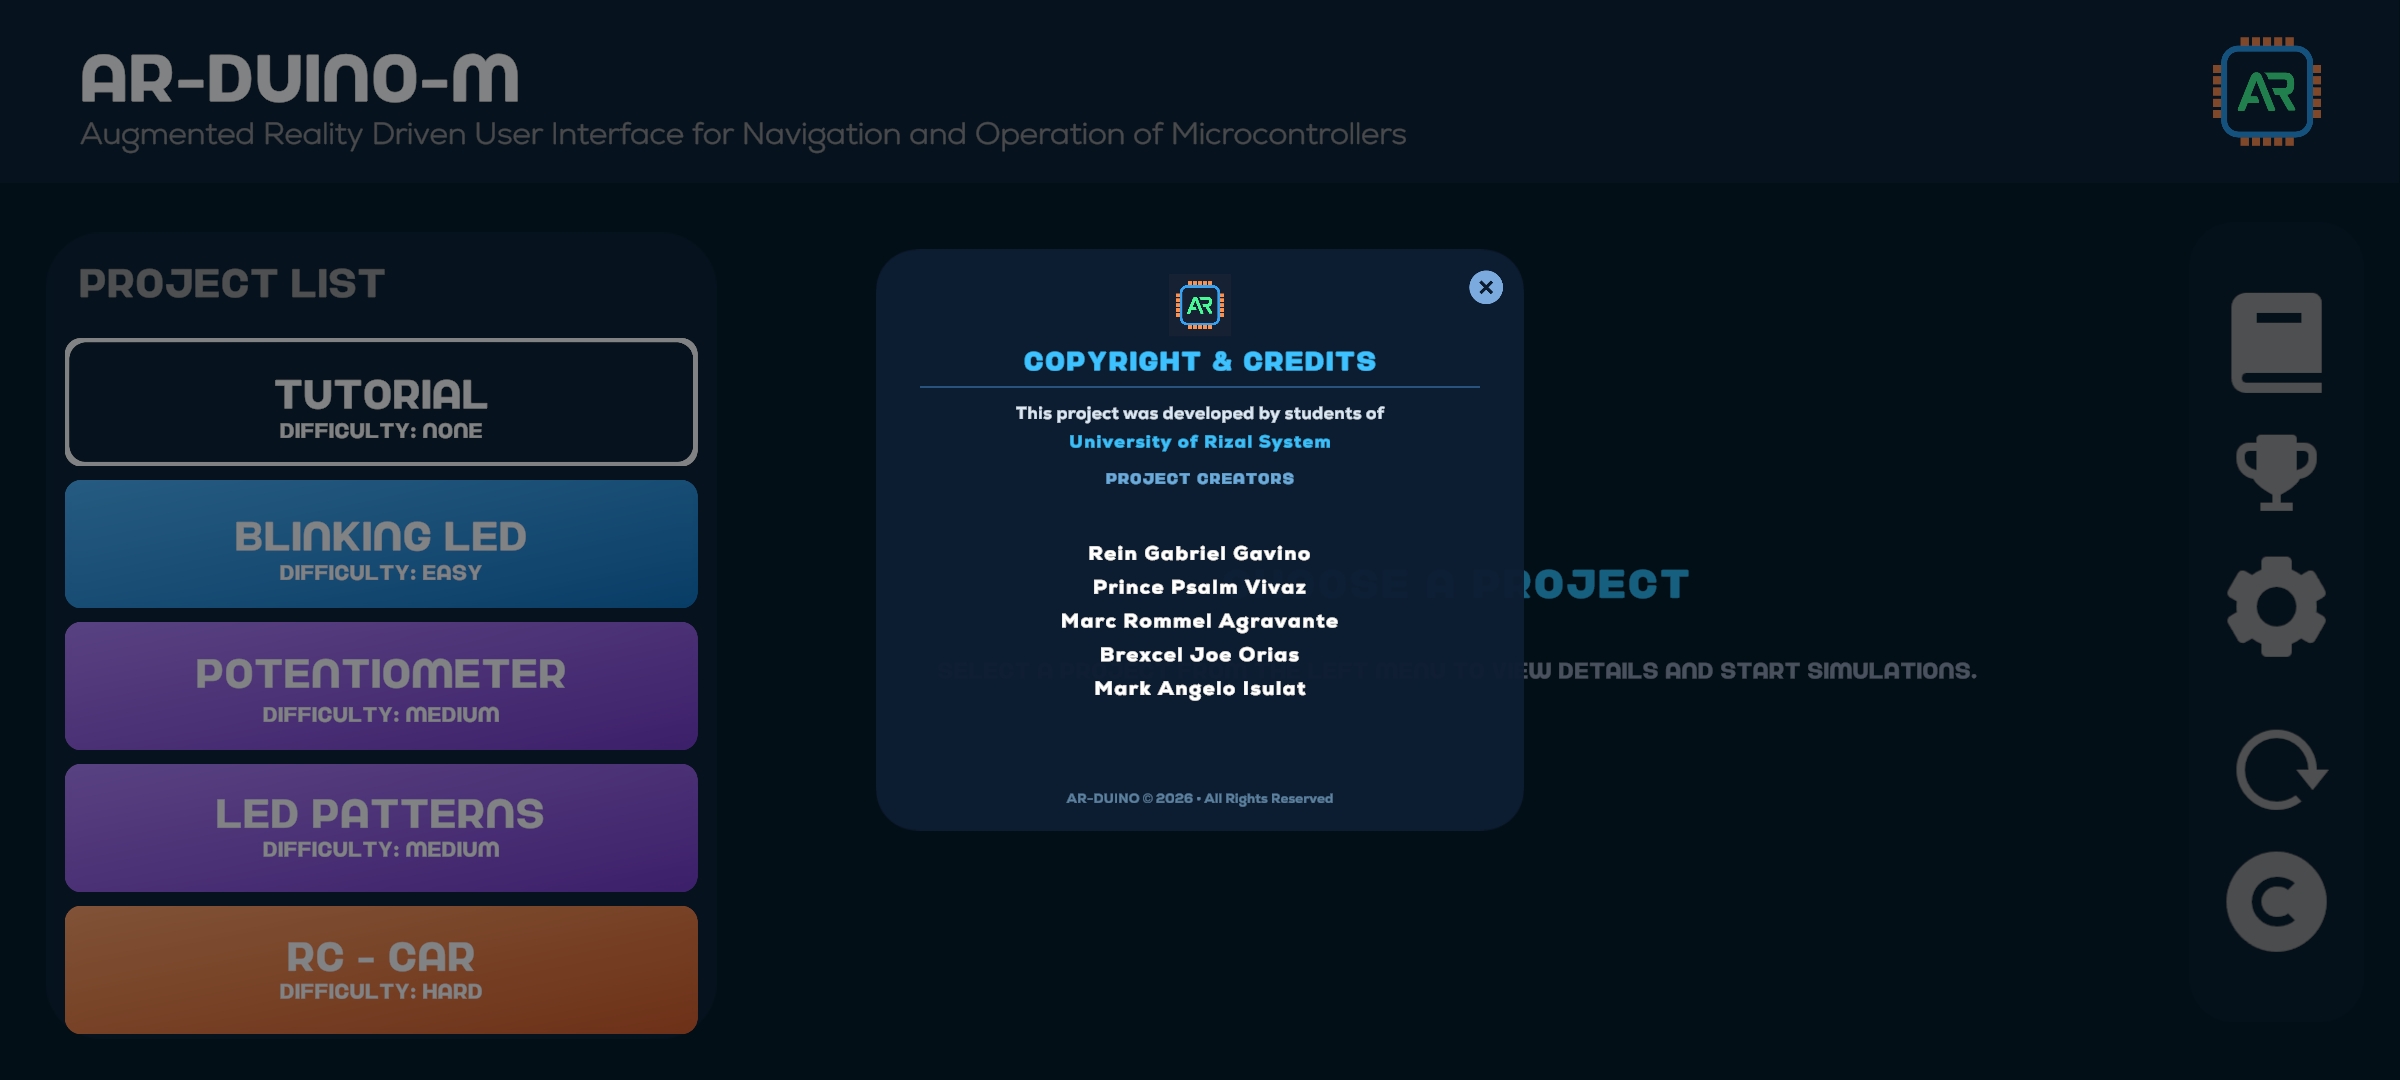 AR-DUINO-M
Augmented Reality Driven User Interface for Navigation and Operation of Microcontrollers
AR
PROJECT LIST
TUTORIAL
DIFFICULTY: NONE
BLINKING LED
DIFFICULTY: EASY
POTENTIOMETER
DIFFICULTY: MEDIUM
LED PATTERNS
DIFFICULTY: MEDIUM
RC - CAR
DIFFICULTY: HARD
AR
COPYRIGHT & CREDITS
This project was developed by students of
University of Rizal System
PROJECT CREATORS
Rein Gabriel Gavino
Prince Psalm Vivaz
Marc Rommel Agravante
Brexcel Joe Orias
Mark Angelo Isulat
AR-DUINO © 2026 • All Rights Reserved
A PROJECT
DETAILS AND START SIMULATIONS.
C